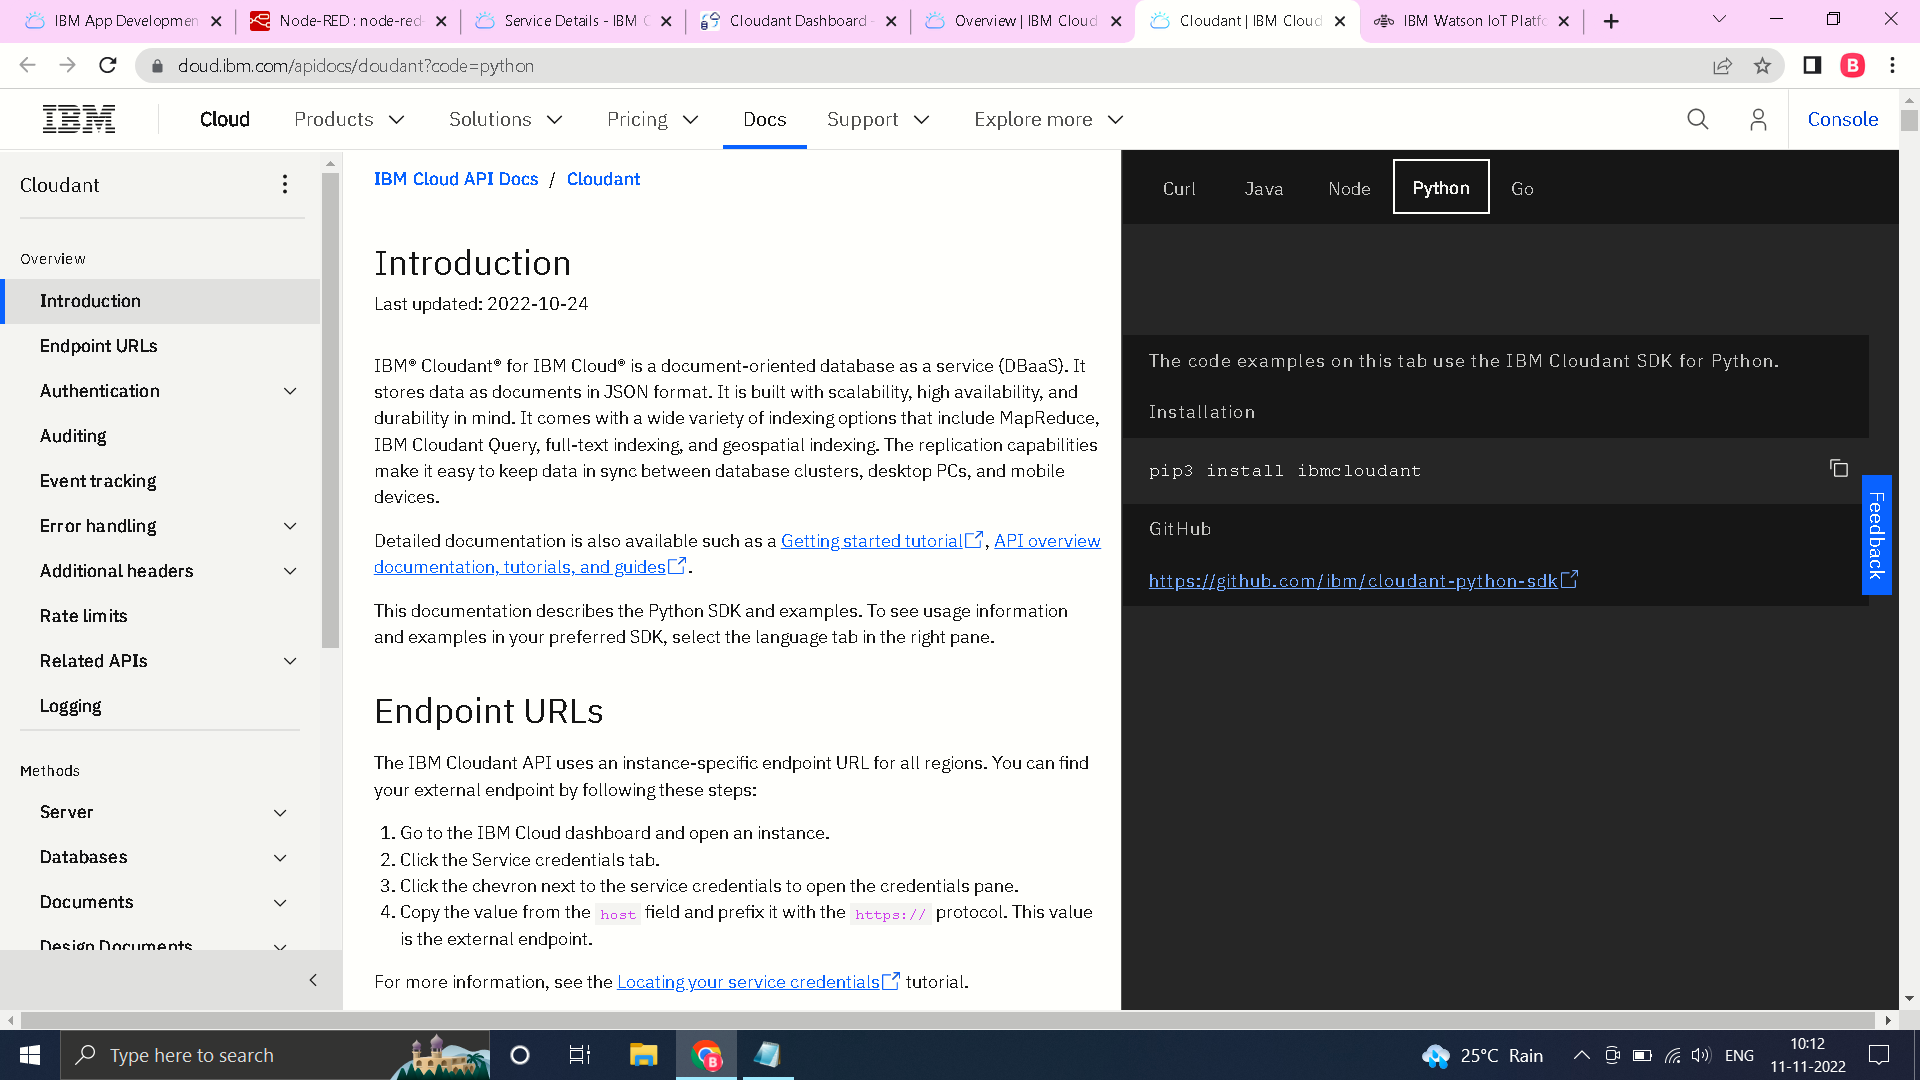 IBM App Developmen
Node-RED : node-red-
Service Details - IBM C
Cloudant Dashboard -
Overview | IBM Cloud
Cloudant | IBM Cloud
IBM Watson IoT Platfo
cloud.ibm.com/apidocs/cloudant?code=python
B
IBM
Cloud
Products
Solutions
Pricing
Docs
Support
Explore more
Console
Cloudant
Overview
Introduction
Endpoint URLs
Authentication
Auditing
Event tracking
Error handling
Additional headers
Rate limits
Related APIs
Logging
Methods
Server
Databases
Documents
Design Documents
IBM Cloud API Docs / Cloudant
Introduction
Last updated: 2022-10-24
IBM® Cloudant® for IBM Cloud® is a document-oriented database as a service (DBaaS). It
stores data as documents in JSON format. It is built with scalability, high availability, and
durability in mind. It comes with a wide variety of indexing options that include MapReduce,
IBM Cloudant Query, full-text indexing, and geospatial indexing. The replication capabilities
make it easy to keep data in sync between database clusters, desktop PCs, and mobile
devices.
Detailed documentation is also available such as a Getting started tutorial, API overview
documentation, tutorials, and guides.
This documentation describes the Python SDK and examples. To see usage information
and examples in your preferred SDK, select the language tab in the right pane.
Endpoint URLs
The IBM Cloudant API uses an instance-specific endpoint URL for all regions. You can find
your external endpoint by following these steps:
1. Go to the IBM Cloud dashboard and open an instance.
2. Click the Service credentials tab.
3. Click the chevron next to the service credentials to open the credentials pane.
4. Copy the value from the host field and prefix it with the https:// protocol. This value
is the external endpoint.
For more information, see the Locating your service credentials tutorial.
Curl
Java
Node
Python
Go
The code examples on this tab use the IBM Cloudant SDK for Python.
Installation
pip3 install ibmcloudant
GitHub
https://github.com/ibm/cloudant-python-sdk
Feedback
Type here to search
B
25°C Rain
ENG
10:12
11-11-2022